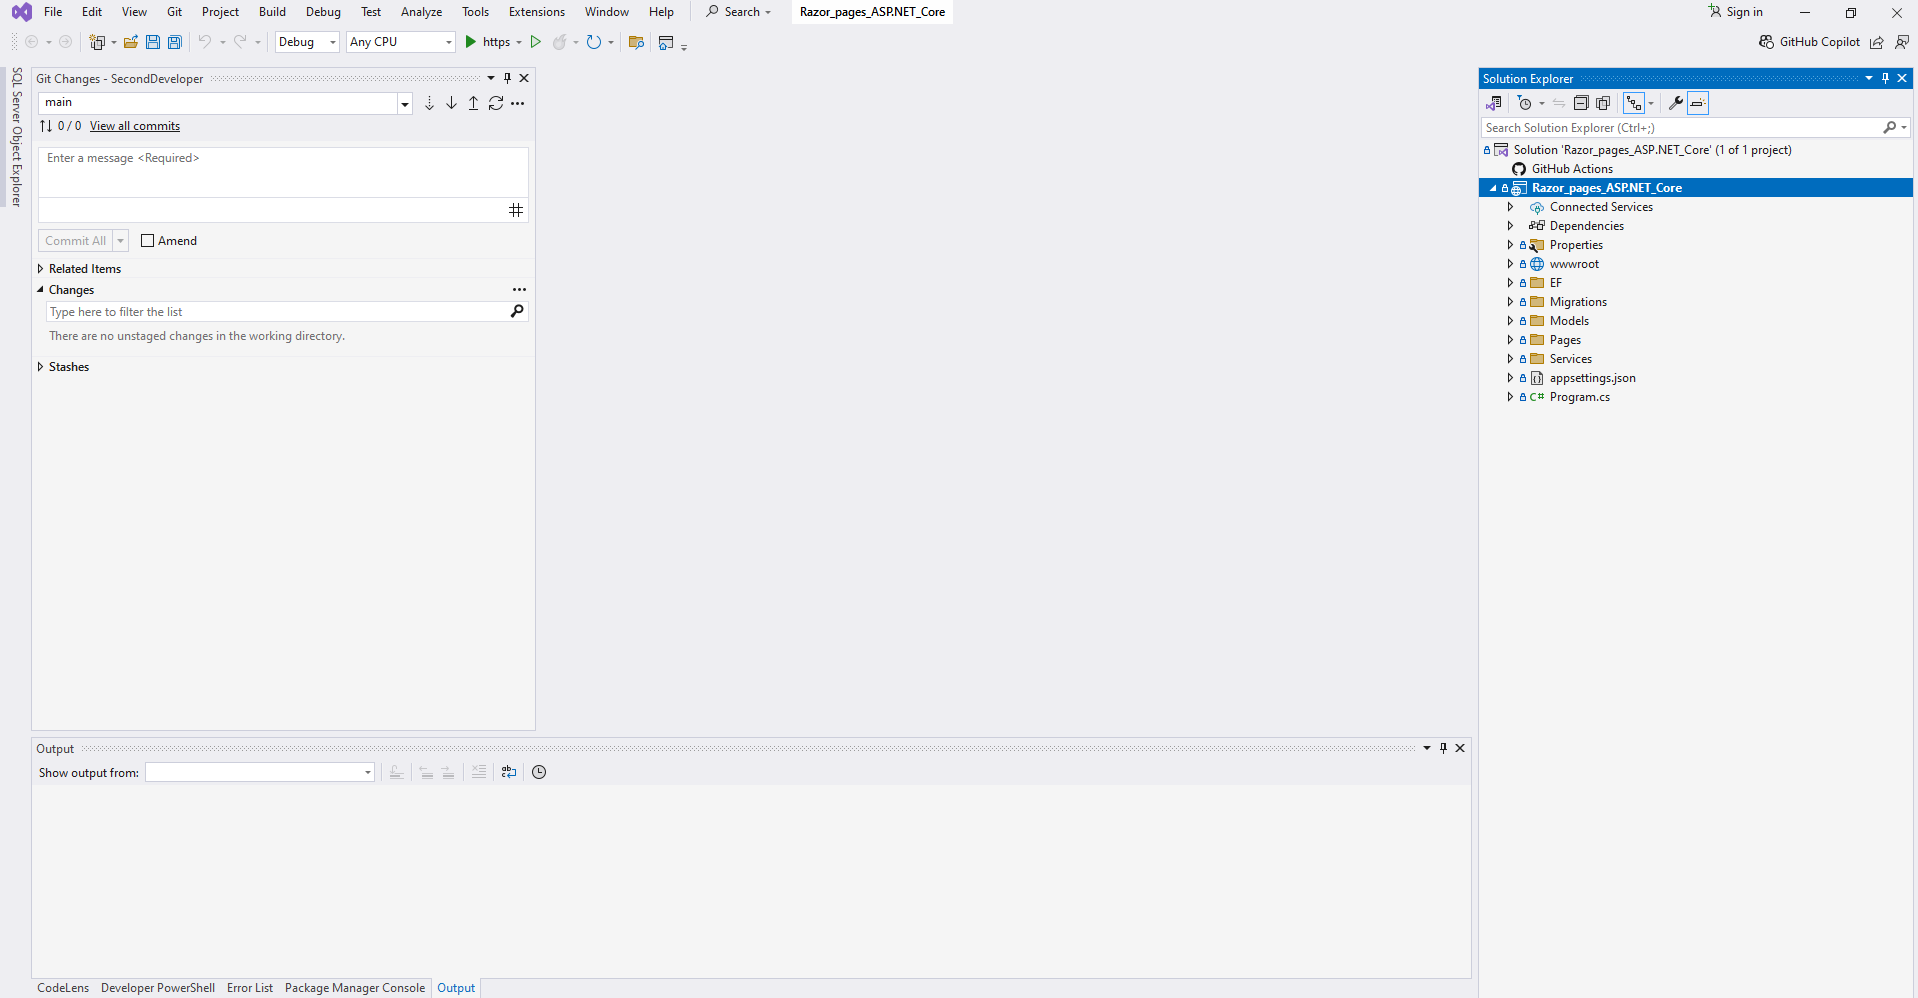 File Edit View Git Project Build Debug Test Analyze Tools Extensions Window Help Search Razor_pages_ASP.NET_Core Sign in
Debug Any CPU https GitHub Copilot
SQL Server Object Explorer
Git Changes - SecondDeveloper
main
0 / 0 View all commits
Enter a message <Required>
Commit All Amend
Related Items
Changes
Type here to filter the list
There are no unstaged changes in the working directory.
Stashes
Output
Show output from:
CodeLens Developer PowerShell Error List Package Manager Console Output
Solution Explorer
Search Solution Explorer (Ctrl+;)
Solution 'Razor_pages_ASP.NET_Core' (1 of 1 project)
GitHub Actions
Razor_pages_ASP.NET_Core
Connected Services
Dependencies
Properties
wwwroot
EF
Migrations
Models
Pages
Services
appsettings.json
C# Program.cs